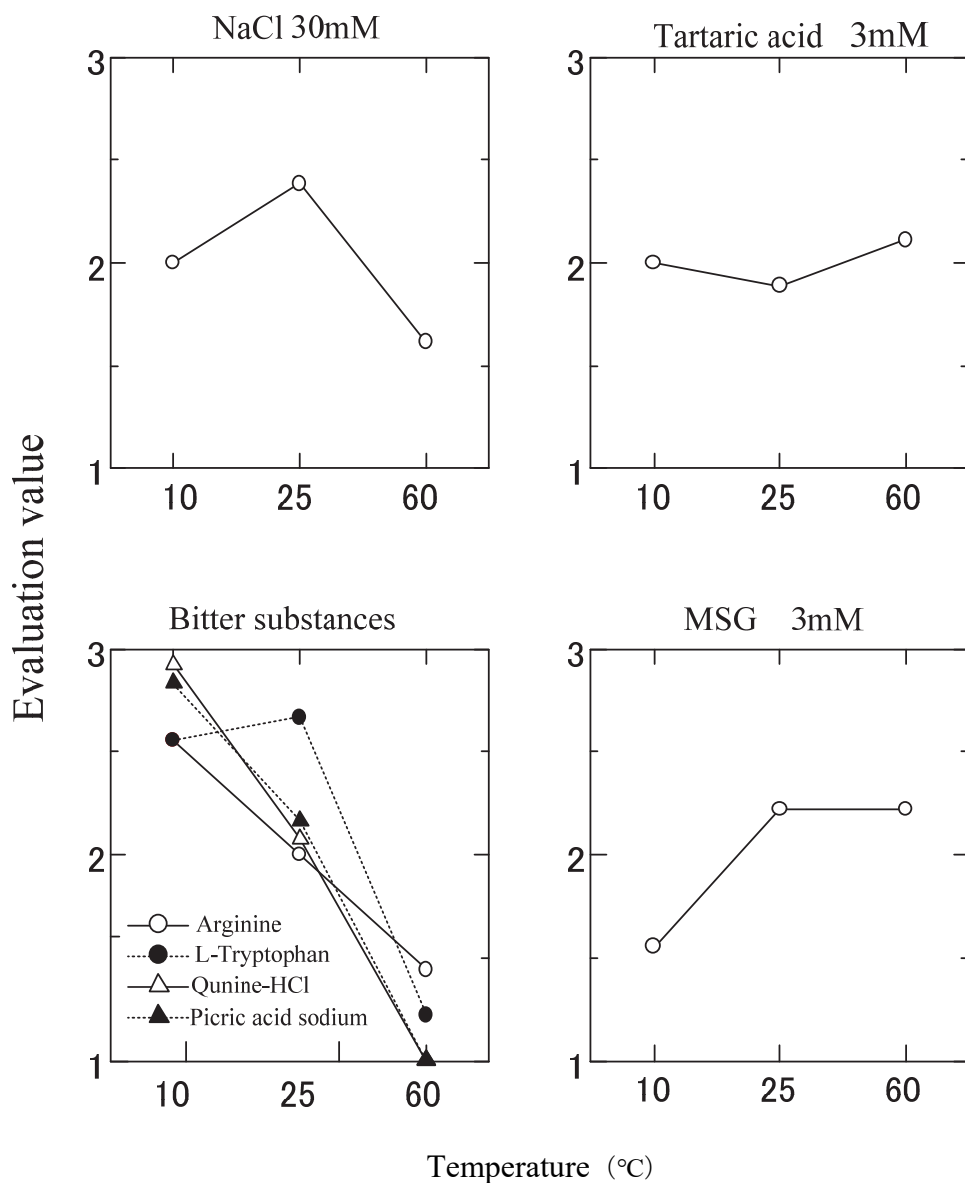 NaCl 30mM
3
2
1
10 25 60
Tartaric acid 3mM
3
2
1
10 25 60
Evaluation value
Bitter substances
3
2
1
Arginine
L-Tryptophan
Qunine-HCl
Picric acid sodium
10 25 60
MSG 3mM
3
2
1
10 25 60
Temperature (℃)